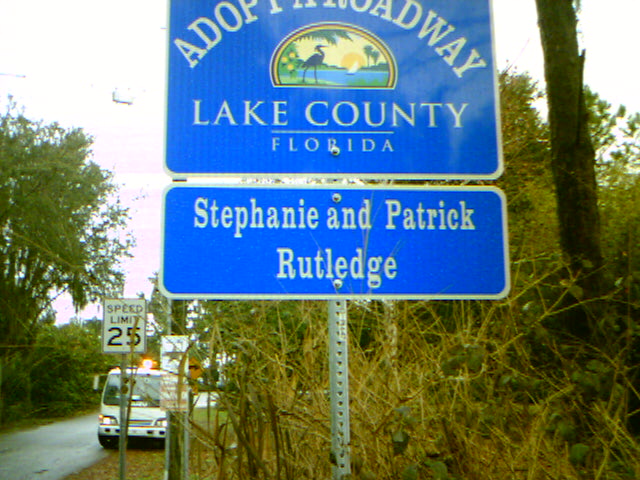 ADOPT A ROADWAY
LAKE COUNTY
FLORIDA
Stephanie and Patrick
Rutledge
SPEED
LIMIT
25